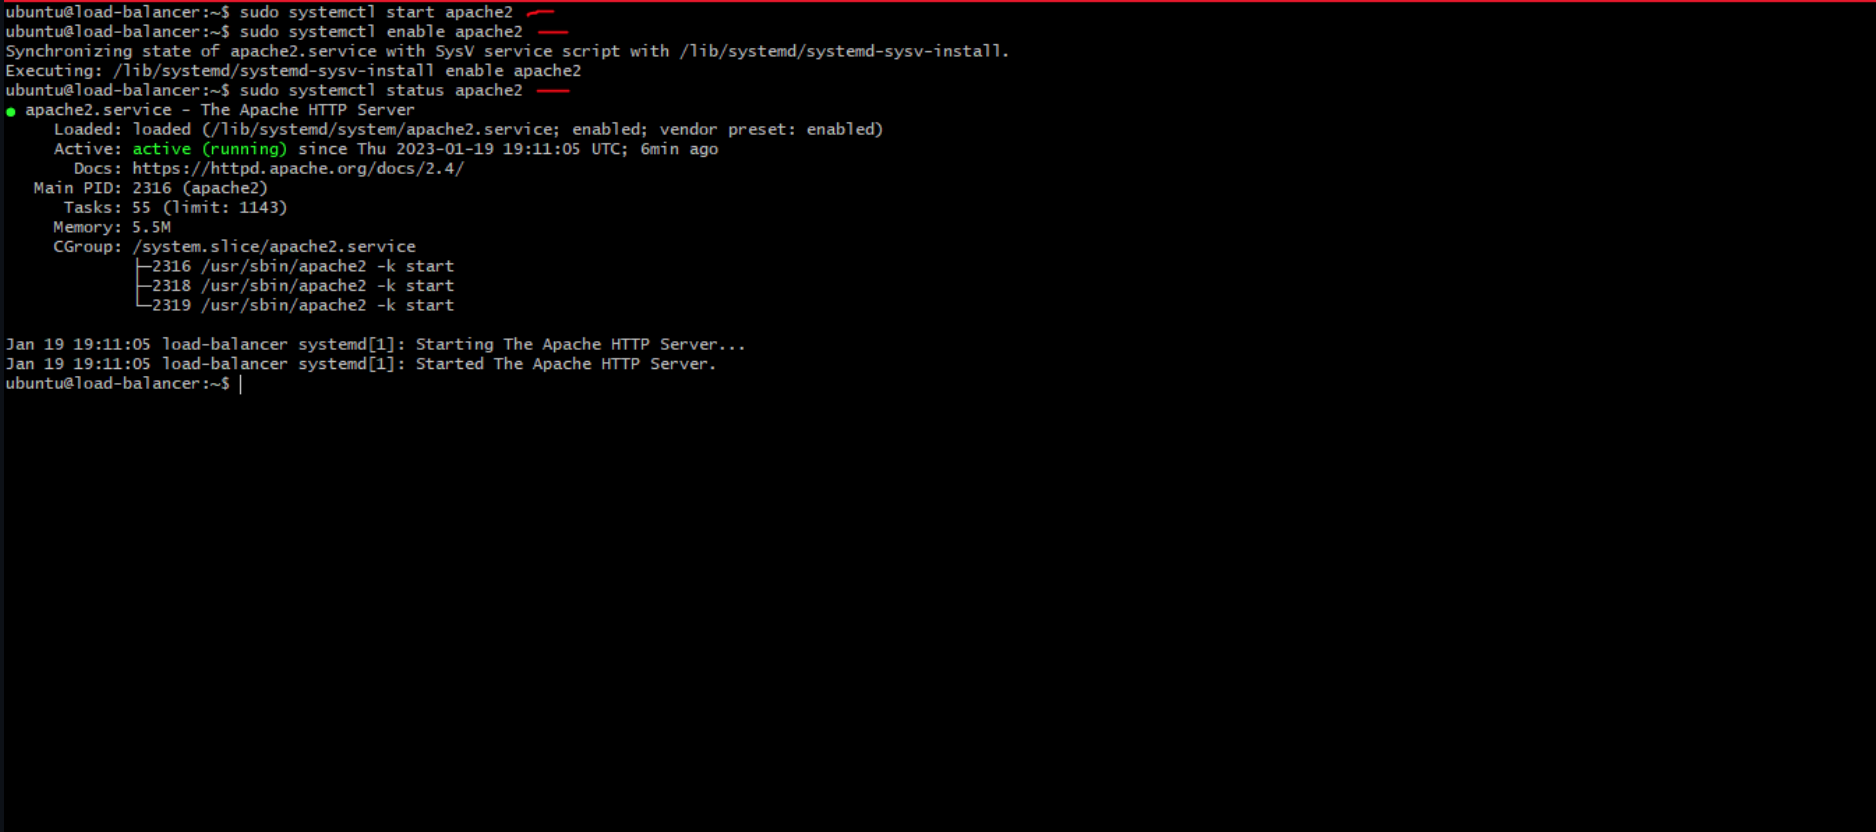 ubuntu@load-balancer:~$ sudo systemctl start apache2
ubuntu@load-balancer:~$ sudo systemctl enable apache2
Synchronizing state of apache2.service with SysV service script with /lib/systemd/systemd-sysv-install.
Executing: /lib/systemd/systemd-sysv-install enable apache2
ubuntu@load-balancer:~$ sudo systemctl status apache2
● apache2.service - The Apache HTTP Server
     Loaded: loaded (/lib/systemd/system/apache2.service; enabled; vendor preset: enabled)
     Active: active (running) since Thu 2023-01-19 19:11:05 UTC; 6min ago
       Docs: https://httpd.apache.org/docs/2.4/
   Main PID: 2316 (apache2)
      Tasks: 55 (limit: 1143)
     Memory: 5.5M
     CGroup: /system.slice/apache2.service
             ├─2316 /usr/sbin/apache2 -k start
             ├─2318 /usr/sbin/apache2 -k start
             └─2319 /usr/sbin/apache2 -k start

Jan 19 19:11:05 load-balancer systemd[1]: Starting The Apache HTTP Server...
Jan 19 19:11:05 load-balancer systemd[1]: Started The Apache HTTP Server.
ubuntu@load-balancer:~$